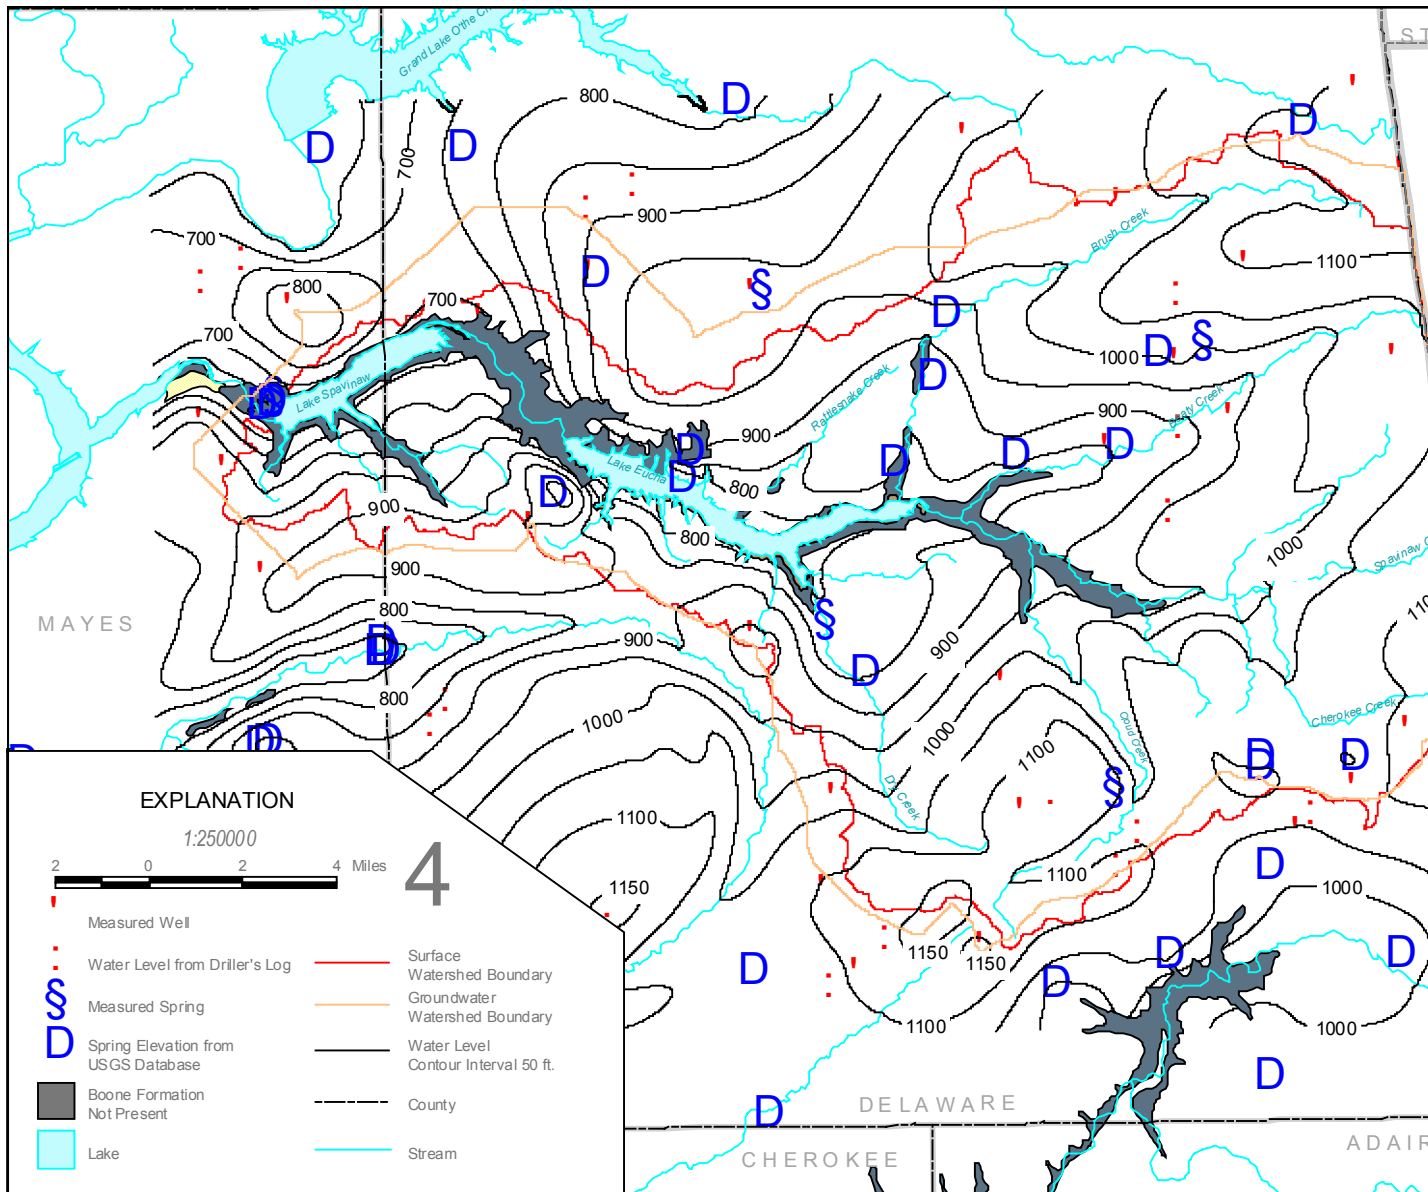 Grand Lake O'the
ST
800
D
D
D
D
700
900
Brush Creek
700
D
§
1100
800
700
D
700
1000
D
§
D
Lake Spavinaw
Rattlesnake Creek
Beaty Creek
900
900
D
D
D
D
Lake Eucha
D
800
D
900
800
1000
Spavinaw C
900
MAYES
800
§
D
900
900
D
800
1000
1000
1100
Cloud Creek
Cherokee Creek
D
D
D
D
D
§
1100
1150
1100
D
1000
1150
1150
D
D
D
D
1100
1000
D
D
DELAWARE
CHEROKEE
ADAIR
EXPLANATION
1:250000
2 0 2 4 Miles
4
Measured Well
Water Level from Driller's Log
§ Measured Spring
D Spring Elevation from
USGS Database
Boone Formation
Not Present
Lake
Surface
Watershed Boundary
Groundwater
Watershed Boundary
Water Level
Contour Interval 50 ft.
County
Stream